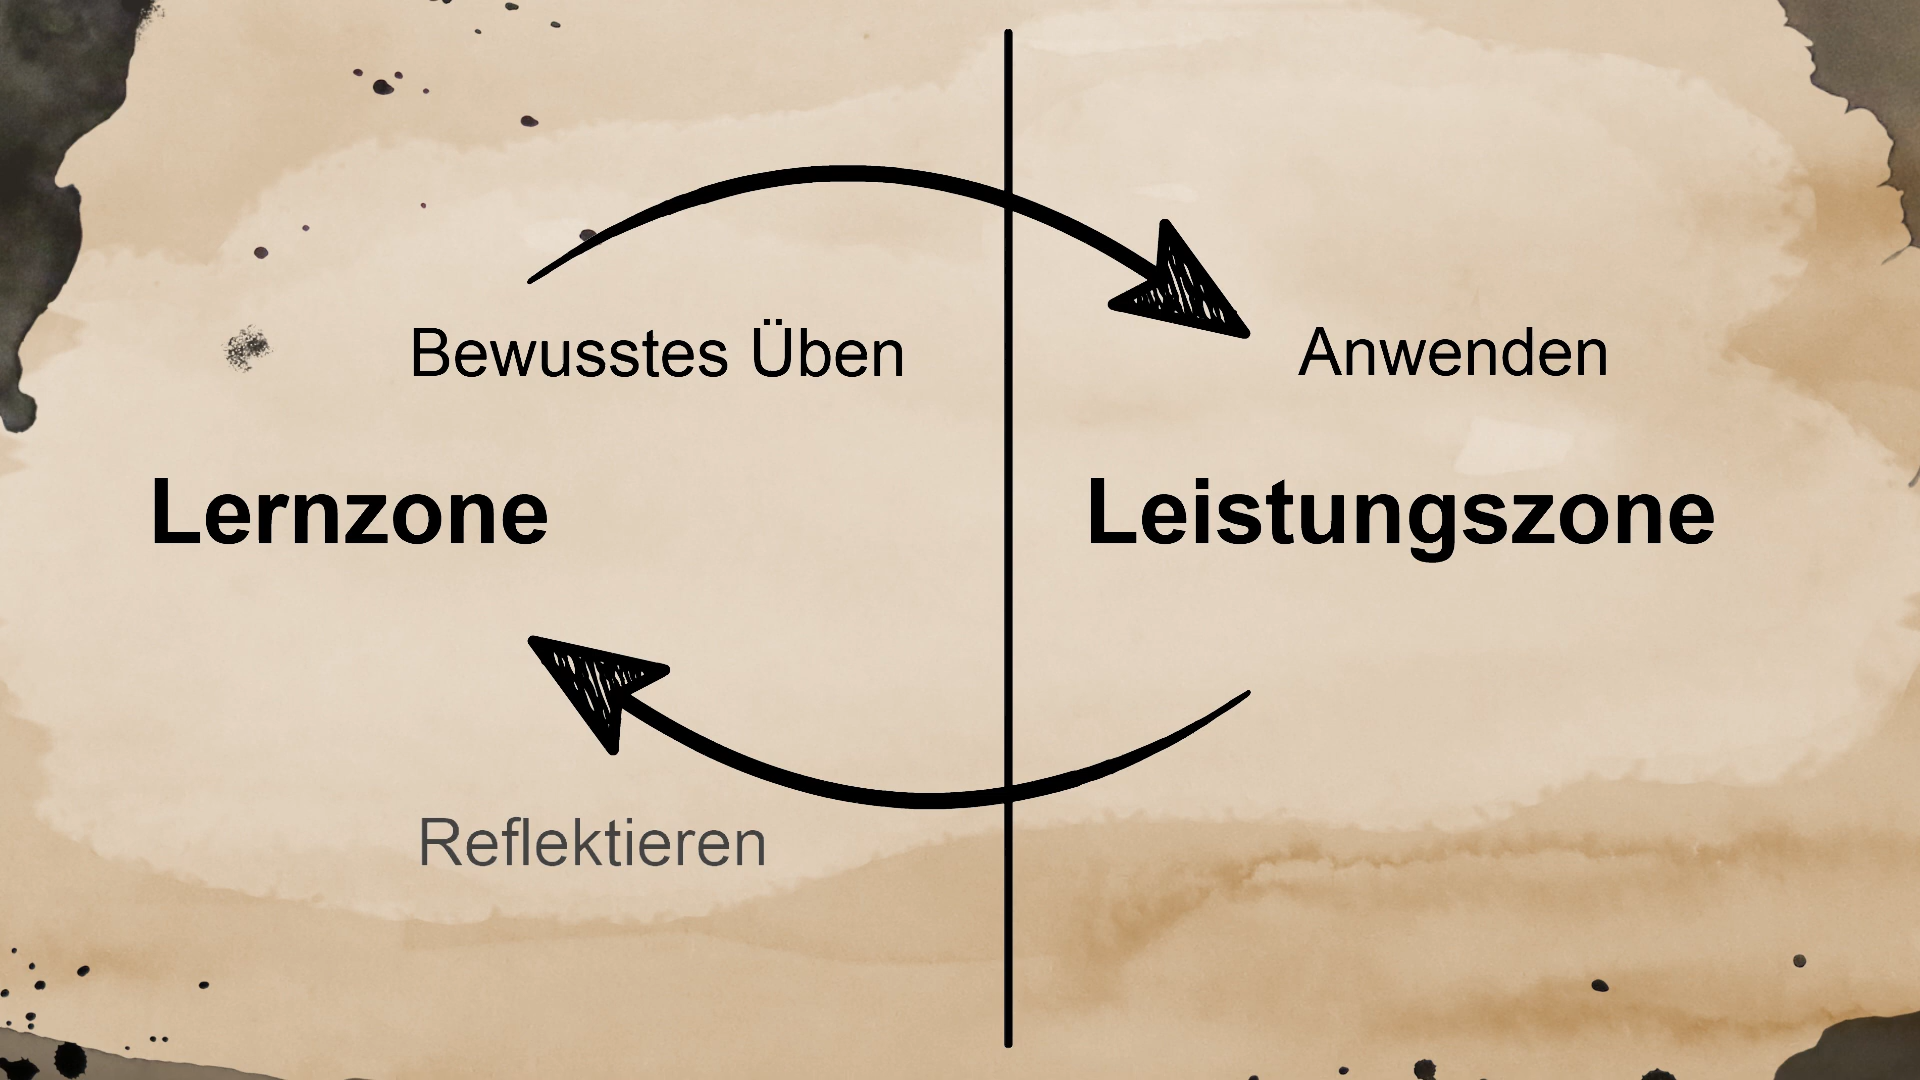 Bewusstes Üben
Anwenden
Lernzone
Leistungszone
Reflektieren